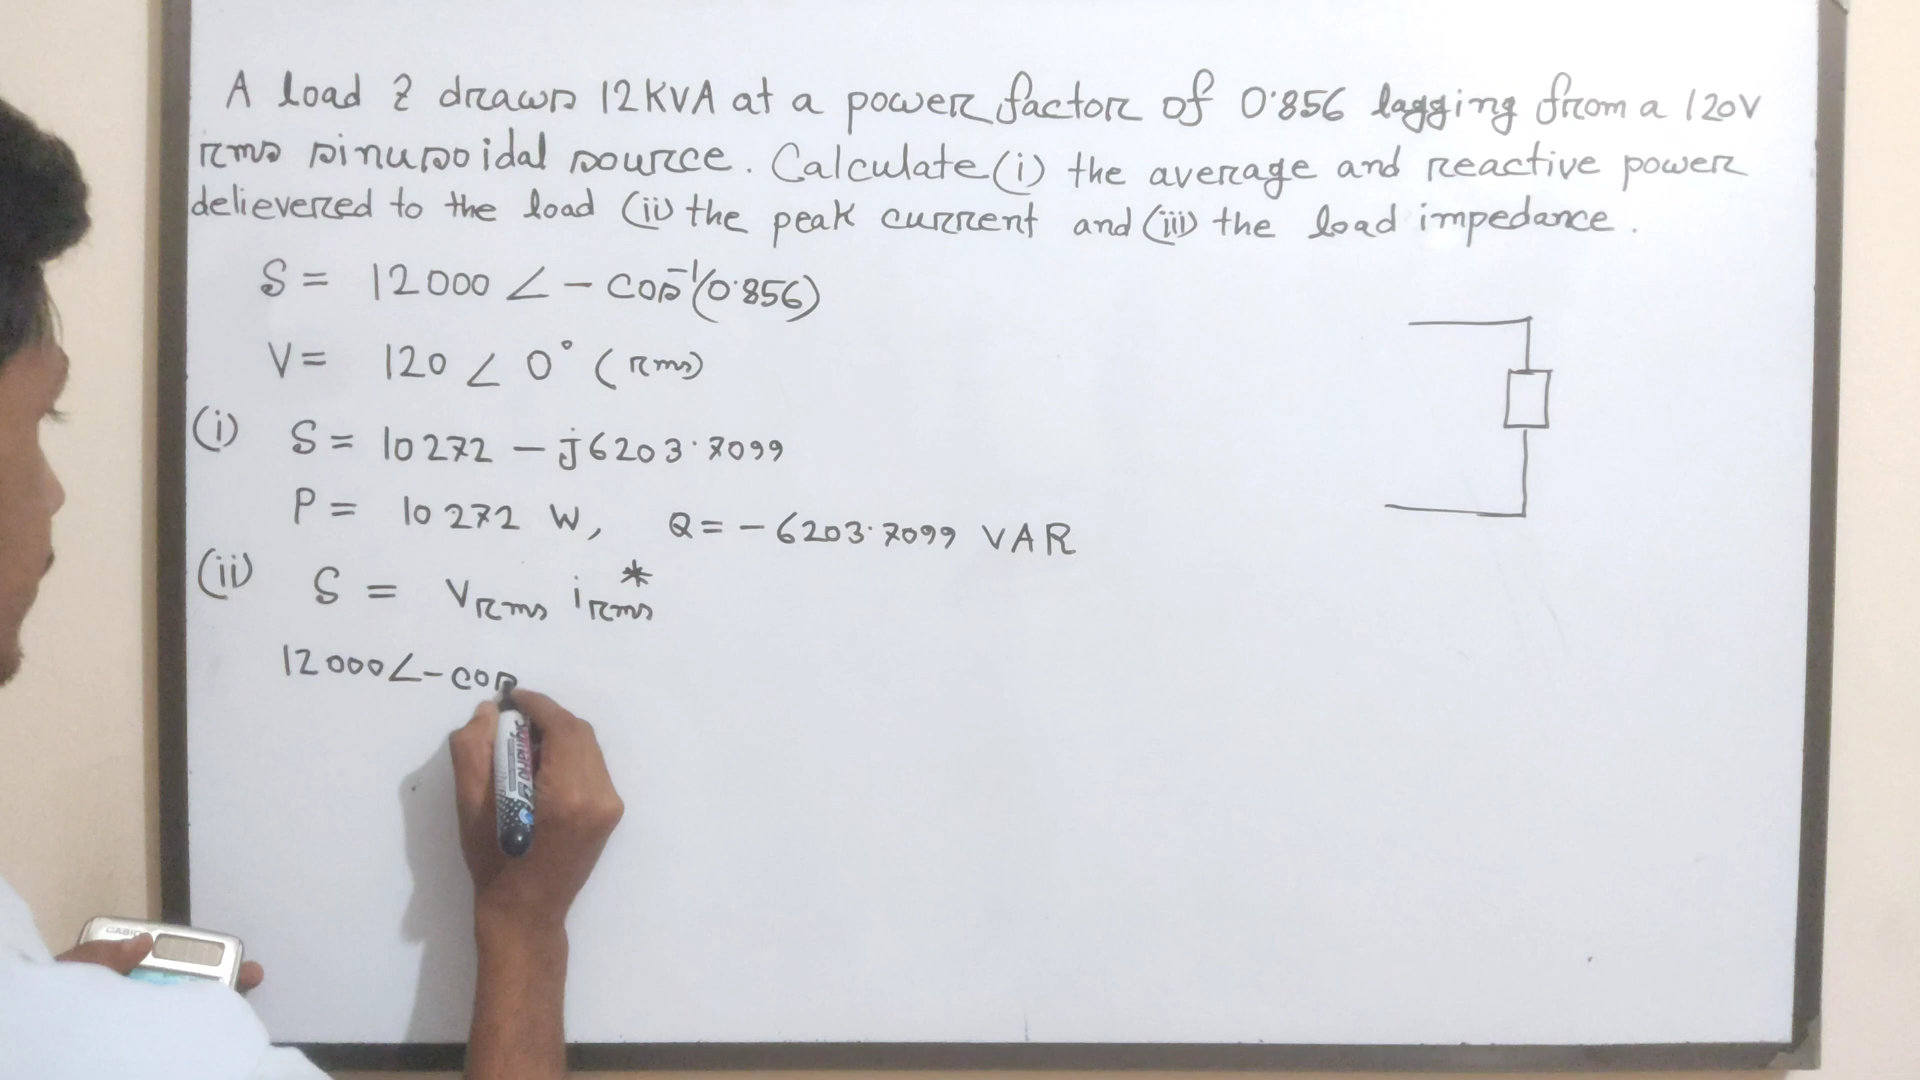 A load Z draws 12KVA at a power factor of 0.856 lagging from a 120V
rms sinusoidal source. Calculate (i) the average and reactive power
delievered to the load (ii) the peak current and (iii) the load impedance.
S = 12000 ∠ - cos⁻¹(0.856)
V = 120 ∠ 0° (rms)
(i) S = 10272 - j6203.7099
P = 10272 W, Q = -6203.7099 VAR
(ii) S = Vrms irms*
12000∠-cos
CASIO